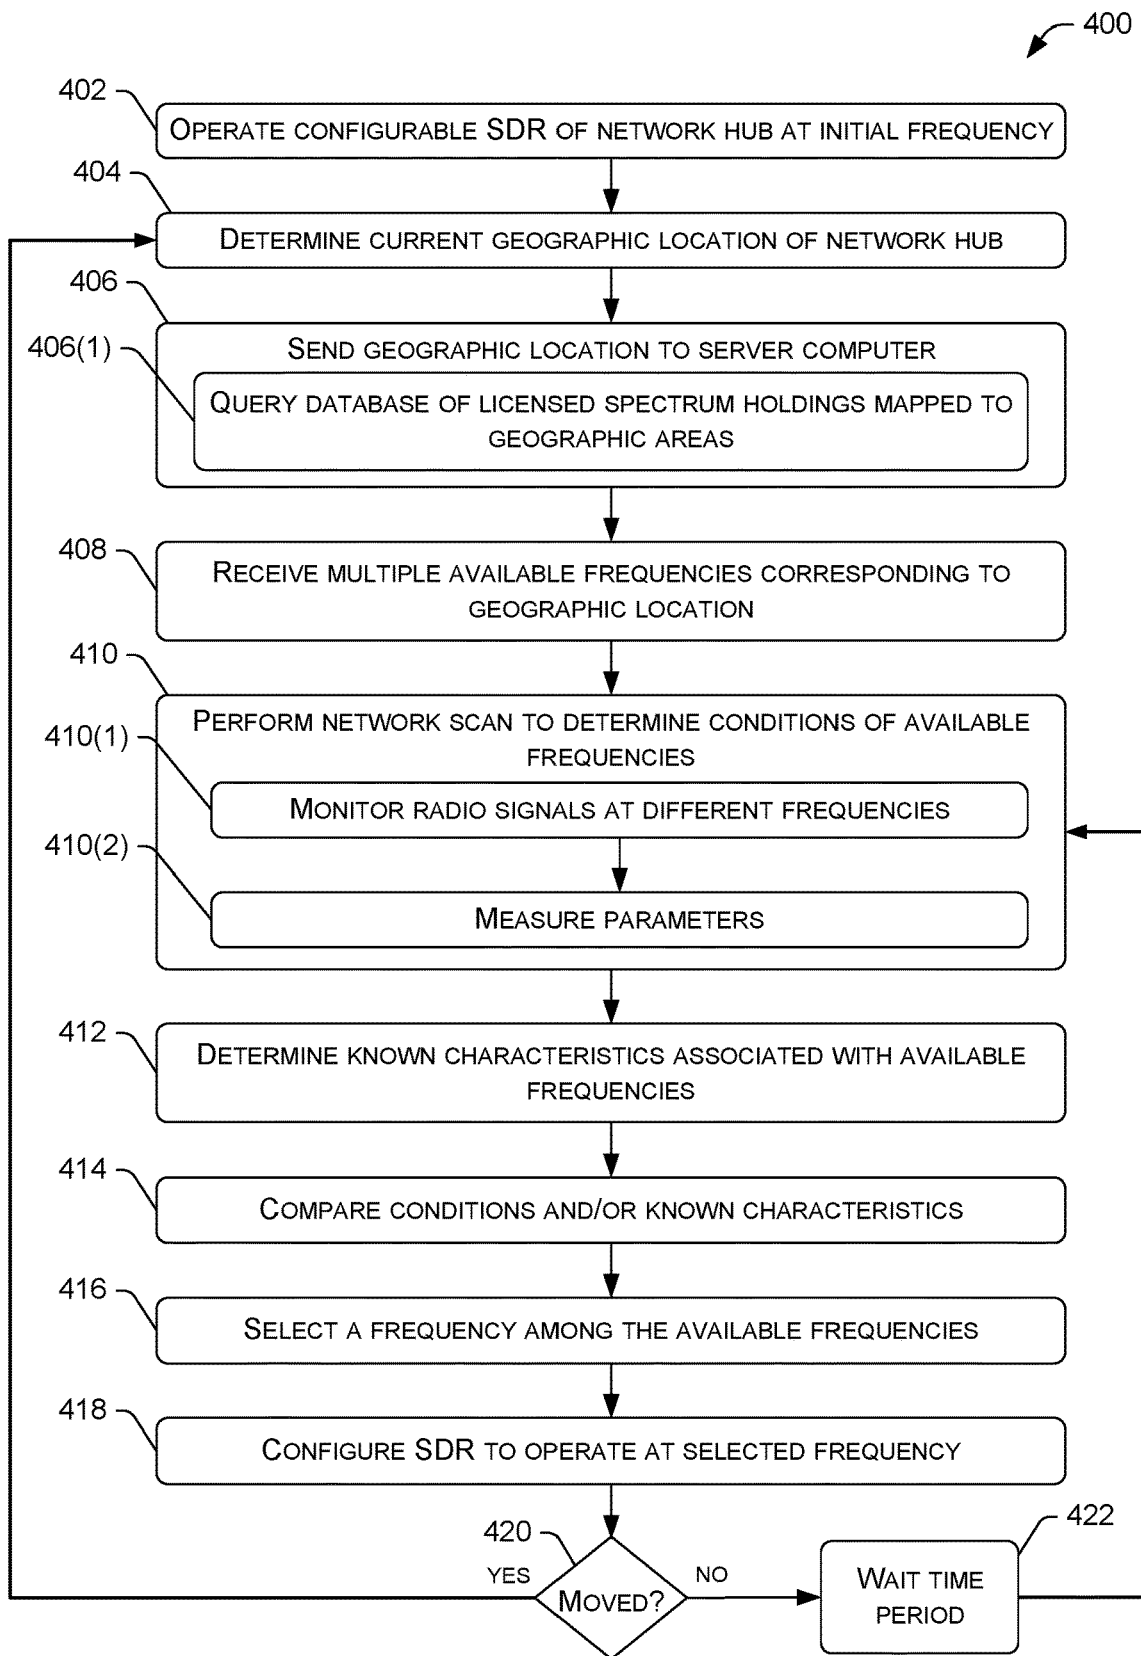 400
402
OPERATE CONFIGURABLE SDR OF NETWORK HUB AT INITIAL FREQUENCY
404
DETERMINE CURRENT GEOGRAPHIC LOCATION OF NETWORK HUB
406
SEND GEOGRAPHIC LOCATION TO SERVER COMPUTER
406(1)
QUERY DATABASE OF LICENSED SPECTRUM HOLDINGS MAPPED TO
GEOGRAPHIC AREAS
408
RECEIVE MULTIPLE AVAILABLE FREQUENCIES CORRESPONDING TO
GEOGRAPHIC LOCATION
410
PERFORM NETWORK SCAN TO DETERMINE CONDITIONS OF AVAILABLE
FREQUENCIES
410(1)
MONITOR RADIO SIGNALS AT DIFFERENT FREQUENCIES
410(2)
MEASURE PARAMETERS
412
DETERMINE KNOWN CHARACTERISTICS ASSOCIATED WITH AVAILABLE
FREQUENCIES
414
COMPARE CONDITIONS AND/OR KNOWN CHARACTERISTICS
416
SELECT A FREQUENCY AMONG THE AVAILABLE FREQUENCIES
418
CONFIGURE SDR TO OPERATE AT SELECTED FREQUENCY
420
YES
MOVED?
NO
422
WAIT TIME
PERIOD